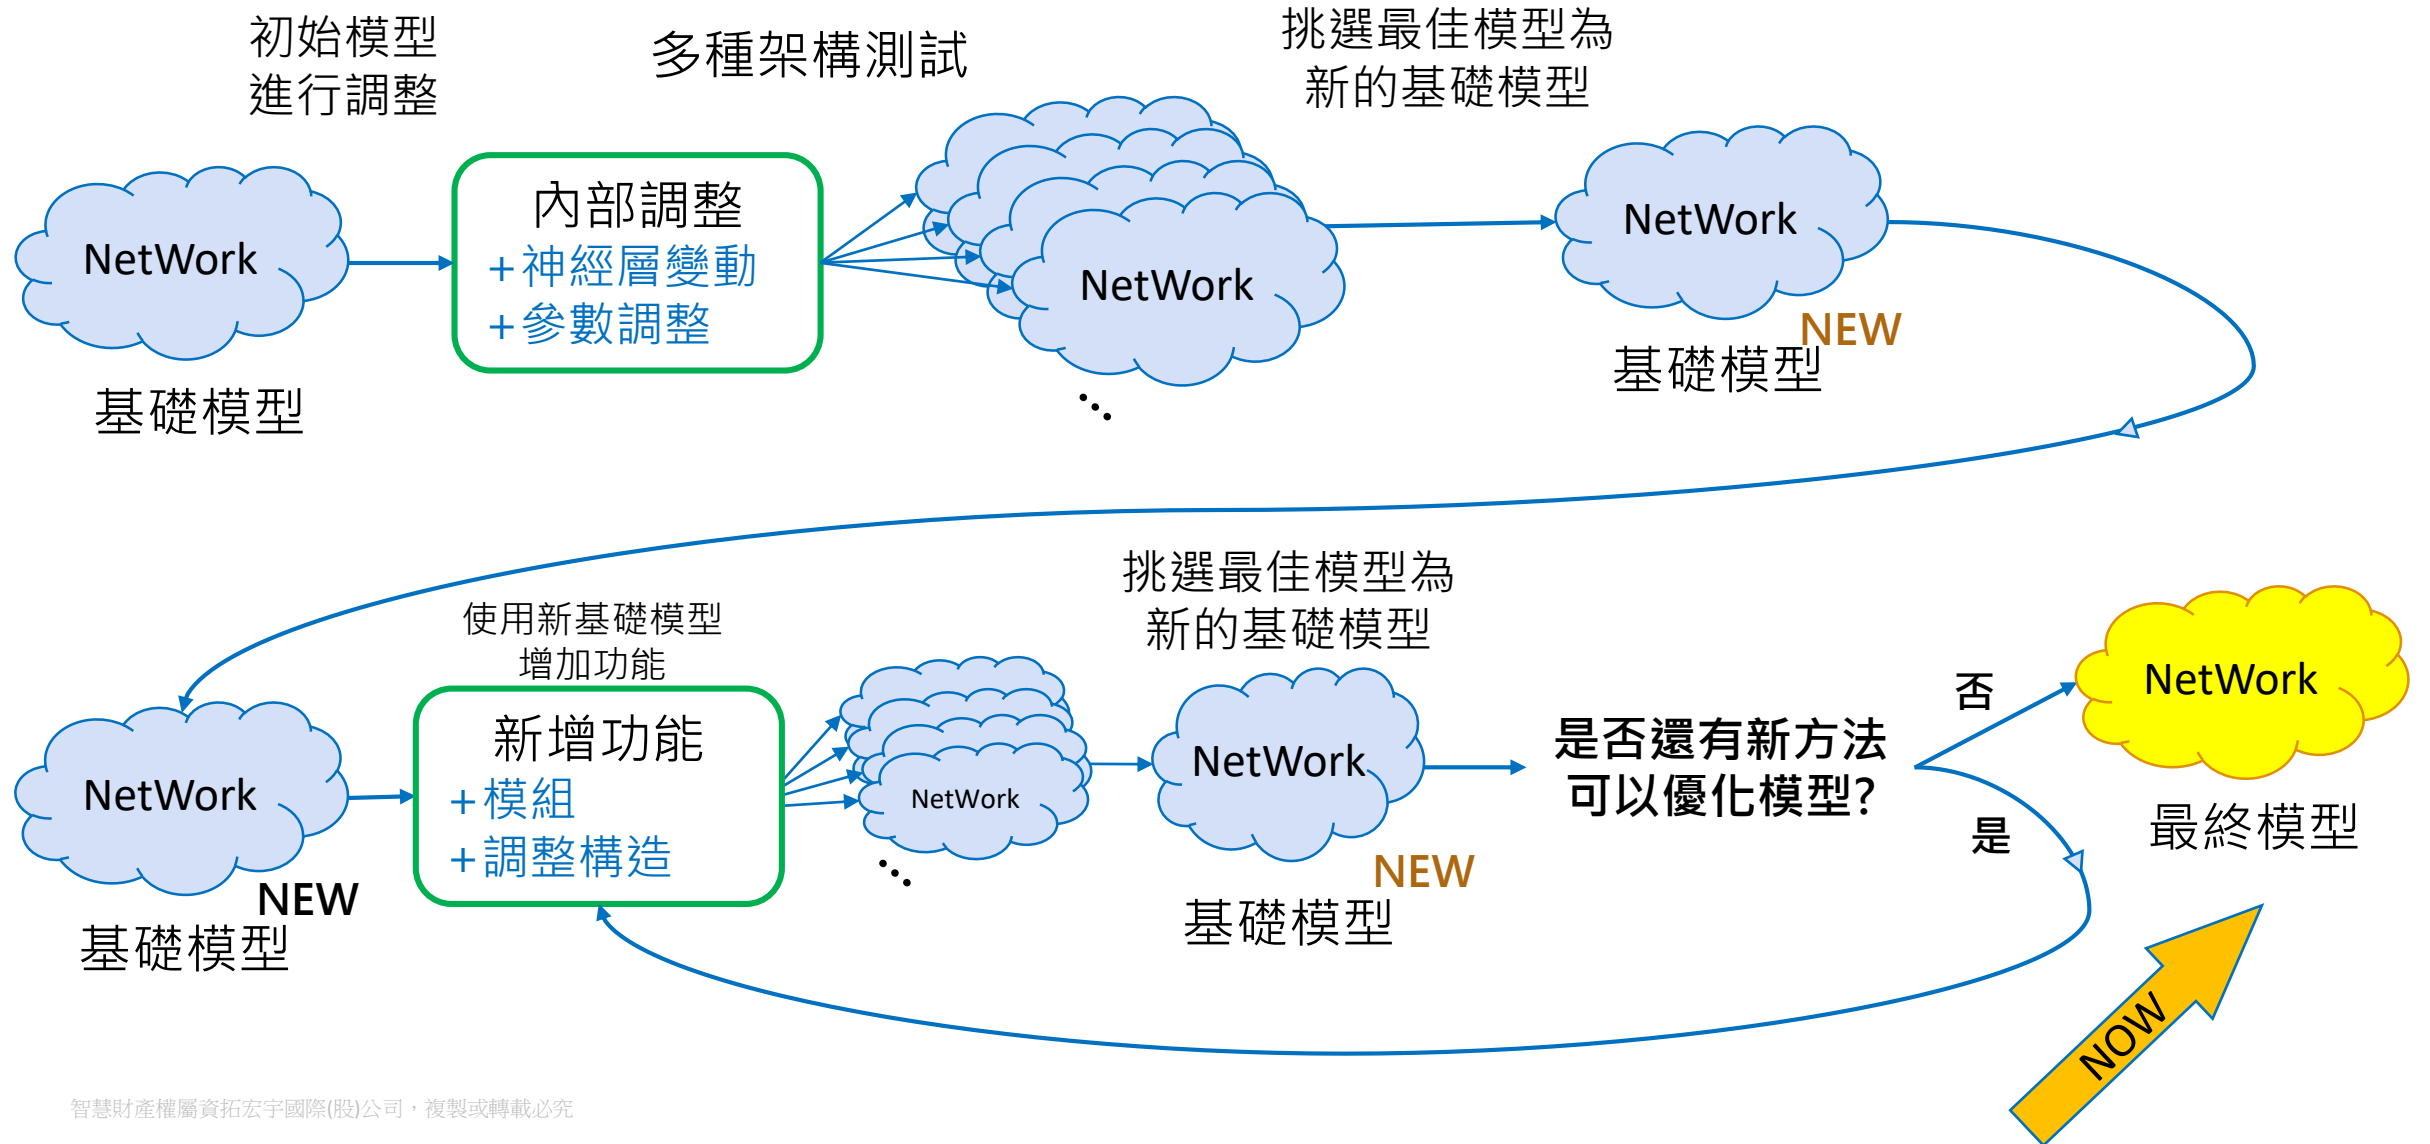 初始模型
進行調整
多種架構測試
挑選最佳模型為
新的基礎模型
NetWork
基礎模型
內部調整
+神經層變動
+參數調整
NetWork
...
NetWork
NEW
基礎模型
使用新基礎模型
增加功能
挑選最佳模型為
新的基礎模型
NetWork
NEW
基礎模型
新增功能
+模組
+調整構造
NetWork
...
NetWork
NEW
基礎模型
是否還有新方法
可以優化模型?
否
是
NetWork
最終模型
NOW
智慧財產權屬資拓宏宇國際(股)公司，複製或轉載必究